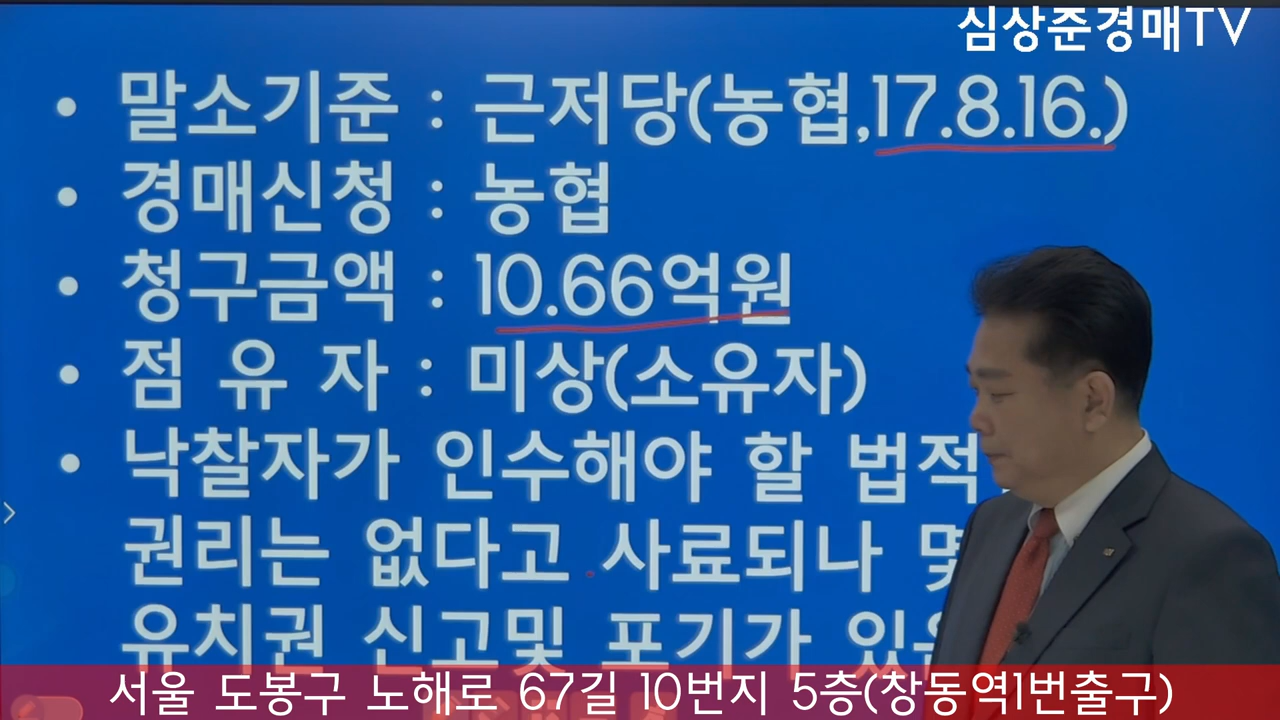 심상준경매TV
• 말소기준 : 근저당(농협,17.8.16.)
• 경매신청 : 농협
• 청구금액 : 10.66억원
• 점 유 자 : 미상(소유자)
• 낙찰자가 인수해야 할 법적
권리는 없다고 사료되나
유치권 신고및 포기가
서울 도봉구 노해로 67길 10번지 5층(창동역1번출구)